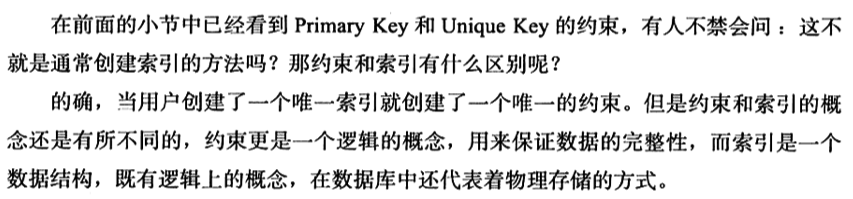 在前面的小节中已经看到 Primary Key 和 Unique Key 的约束，有人不禁会问：这不
就是通常创建索引的方法吗？那约束和索引有什么区别呢？
的确，当用户创建了一个唯一索引就创建了一个唯一的约束。但是约束和索引的概
念还是有所不同的，约束更是一个逻辑的概念，用来保证数据的完整性，而索引是一个
数据结构，既有逻辑上的概念，在数据库中还代表着物理存储的方式。